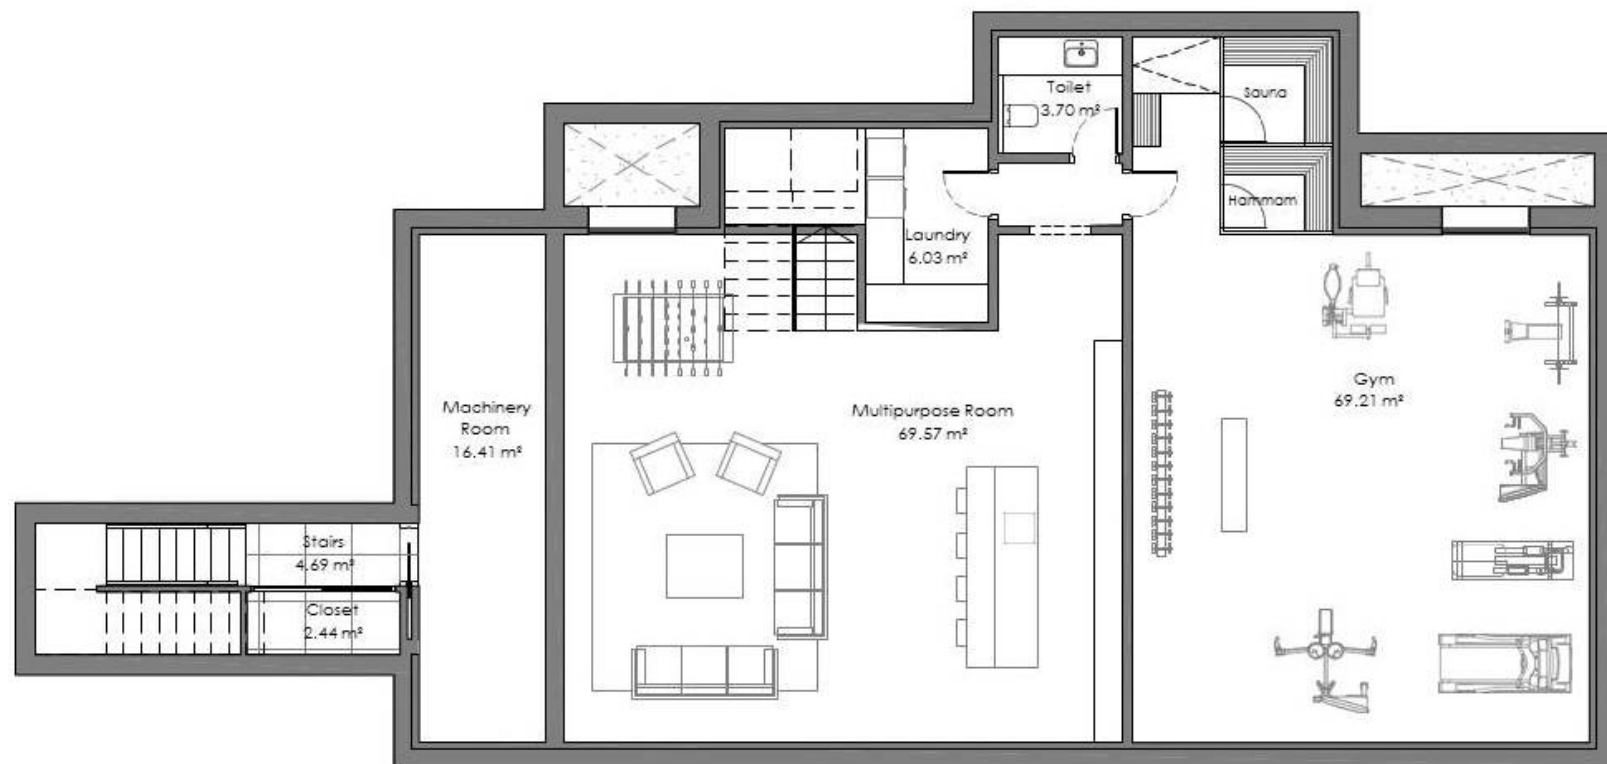 Toilet
3.70 m²
Sauna
Hammam
Laundry
6.03 m²
Gym
69.21 m²
Machinery
Room
16.41 m²
Multipurpose Room
69.57 m²
Stairs
4.69 m²
Closet
2.44 m²